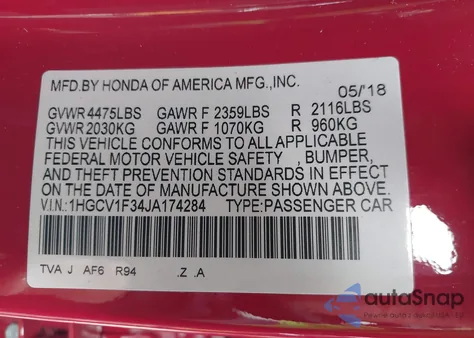 MFD.BY HONDA OF AMERICA MFG.,INC. 05/'18
GVWR 4475LBS GAWR F 2359LBS R 2116LBS
GVWR 2030KG GAWR F 1070KG R 960KG
THIS VEHICLE CONFORMS TO ALL APPLICABLE
FEDERAL MOTOR VEHICLE SAFETY , BUMPER,
AND THEFT PREVENTION STANDARDS IN EFFECT
ON THE DATE OF MANUFACTURE SHOWN ABOVE.
V.I.N.:1HGCV1F34JA174284 TYPE:PASSENGER CAR
TVA J AF6 R94 .Z .A
autoSnap